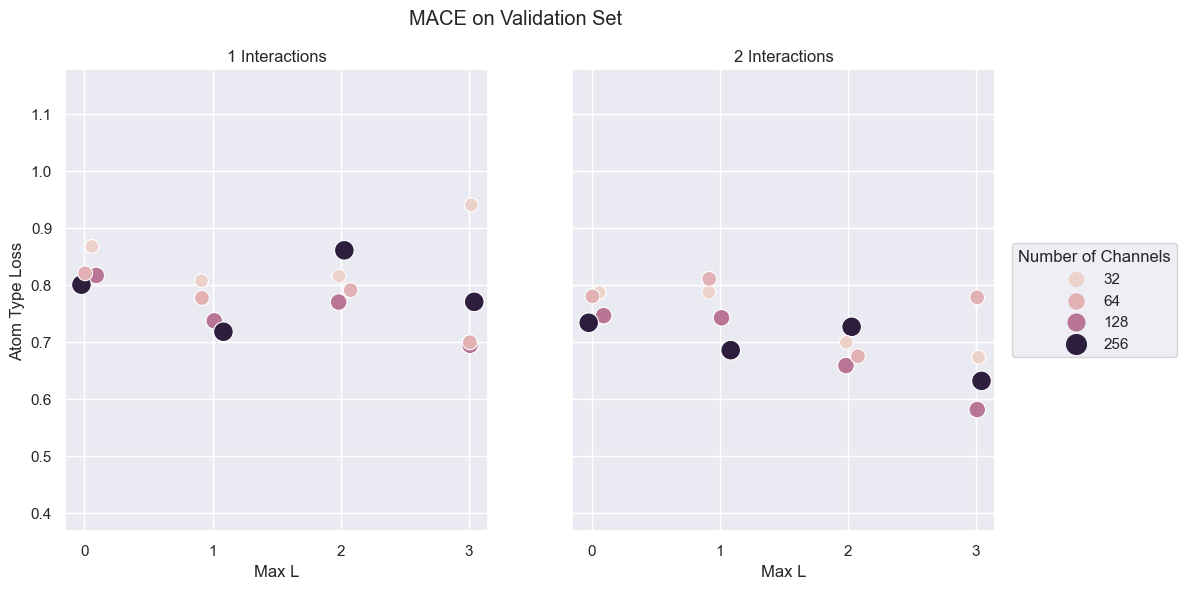 MACE on Validation Set
1 Interactions
2 Interactions
Atom Type Loss
1.1
1.0
0.9
0.8
0.7
0.6
0.5
0.4
0 1 2 3
Max L
0 1 2 3
Max L
Number of Channels
32
64
128
256